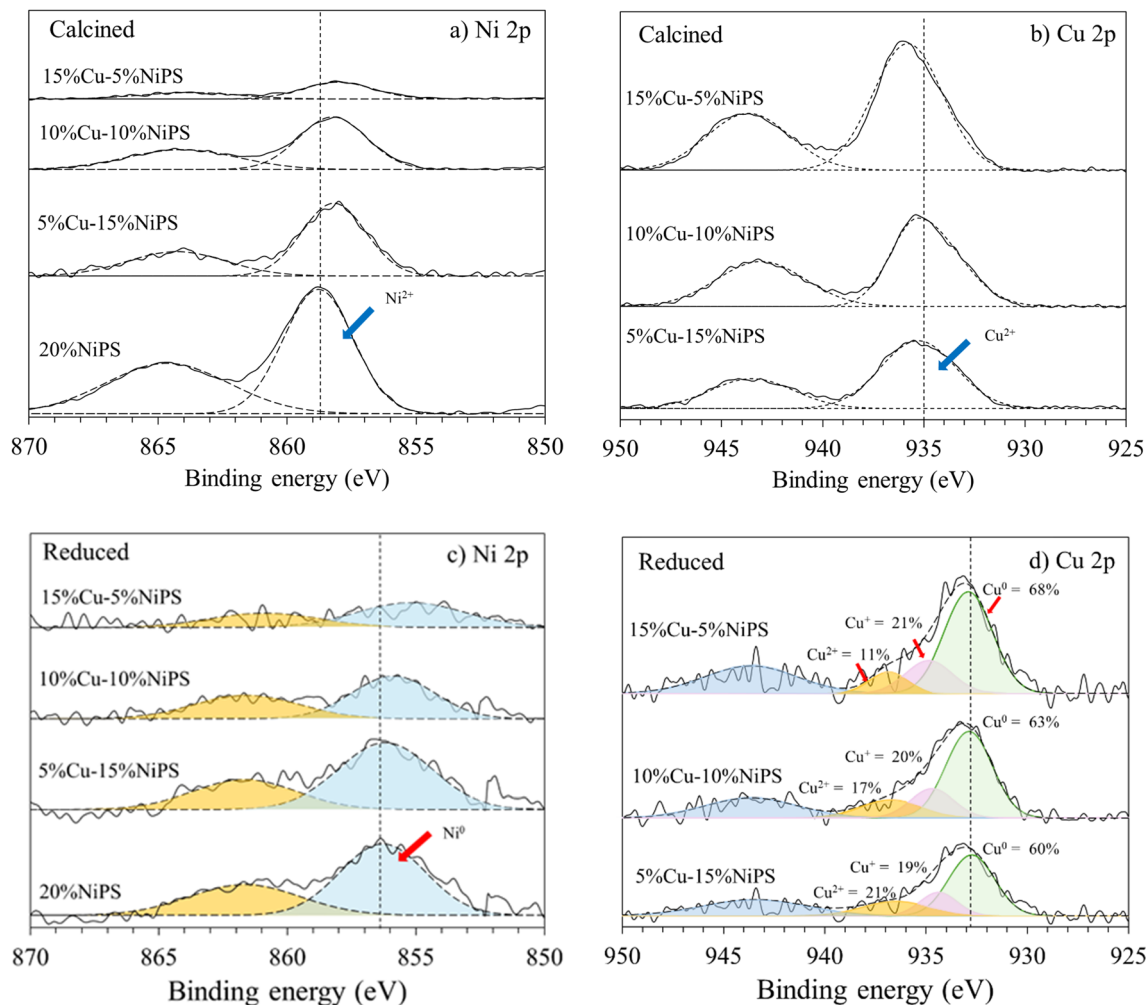 Calcined
a) Ni 2p
15%Cu-5%NiPS
10%Cu-10%NiPS
5%Cu-15%NiPS
Ni²⁺
20%NiPS
870 865 860 855 850
Binding energy (eV)
Calcined
b) Cu 2p
15%Cu-5%NiPS
10%Cu-10%NiPS
5%Cu-15%NiPS
Cu²⁺
950 945 940 935 930 925
Binding energy (eV)
Reduced
c) Ni 2p
15%Cu-5%NiPS
10%Cu-10%NiPS
5%Cu-15%NiPS
Ni⁰
20%NiPS
870 865 860 855 850
Binding energy (eV)
Reduced
d) Cu 2p
Cu⁰ = 68%
Cu⁺ = 21%
15%Cu-5%NiPS
Cu²⁺ = 11%
Cu⁰ = 63%
Cu⁺ = 20%
10%Cu-10%NiPS
Cu²⁺ = 17%
Cu⁰ = 60%
Cu⁺ = 19%
5%Cu-15%NiPS
Cu²⁺ = 21%
950 945 940 935 930 925
Binding energy (eV)